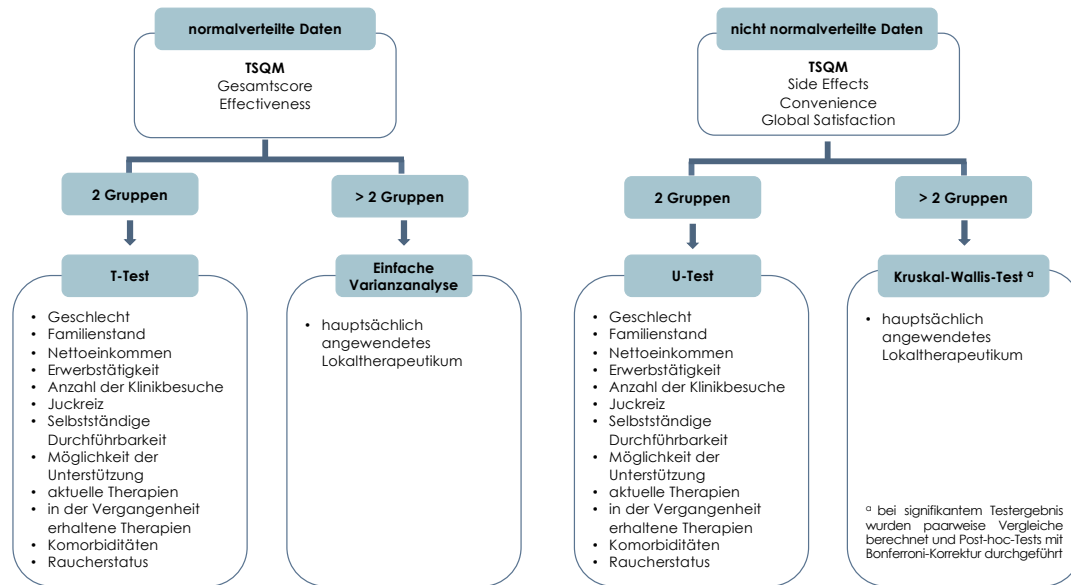 normalverteilte Daten
TSQM
Gesamtscore
Effectiveness
2 Gruppen
> 2 Gruppen
T-Test
• Geschlecht
• Familienstand
• Nettoeinkommen
• Erwerbstätigkeit
• Anzahl der Klinikbesuche
• Juckreiz
• Selbstständige
Durchführbarkeit
• Möglichkeit der
Unterstützung
• aktuelle Therapien
• in der Vergangenheit
erhaltene Therapien
• Komorbiditäten
• Raucherstatus
Einfache
Varianzanalyse
• hauptsächlich
angewendetes
Lokaltherapeutikum
nicht normalverteilte Daten
TSQM
Side Effects
Convenience
Global Satisfaction
2 Gruppen
> 2 Gruppen
U-Test
• Geschlecht
• Familienstand
• Nettoeinkommen
• Erwerbstätigkeit
• Anzahl der Klinikbesuche
• Juckreiz
• Selbstständige
Durchführbarkeit
• Möglichkeit der
Unterstützung
• aktuelle Therapien
• in der Vergangenheit
erhaltene Therapien
• Komorbiditäten
• Raucherstatus
Kruskal-Wallis-Test ᵅ
• hauptsächlich
angewendetes
Lokaltherapeutikum
ᵅ bei signifikantem Testergebnis
wurden paarweise Vergleiche
berechnet und Post-hoc-Tests mit
Bonferroni-Korrektur durchgeführt